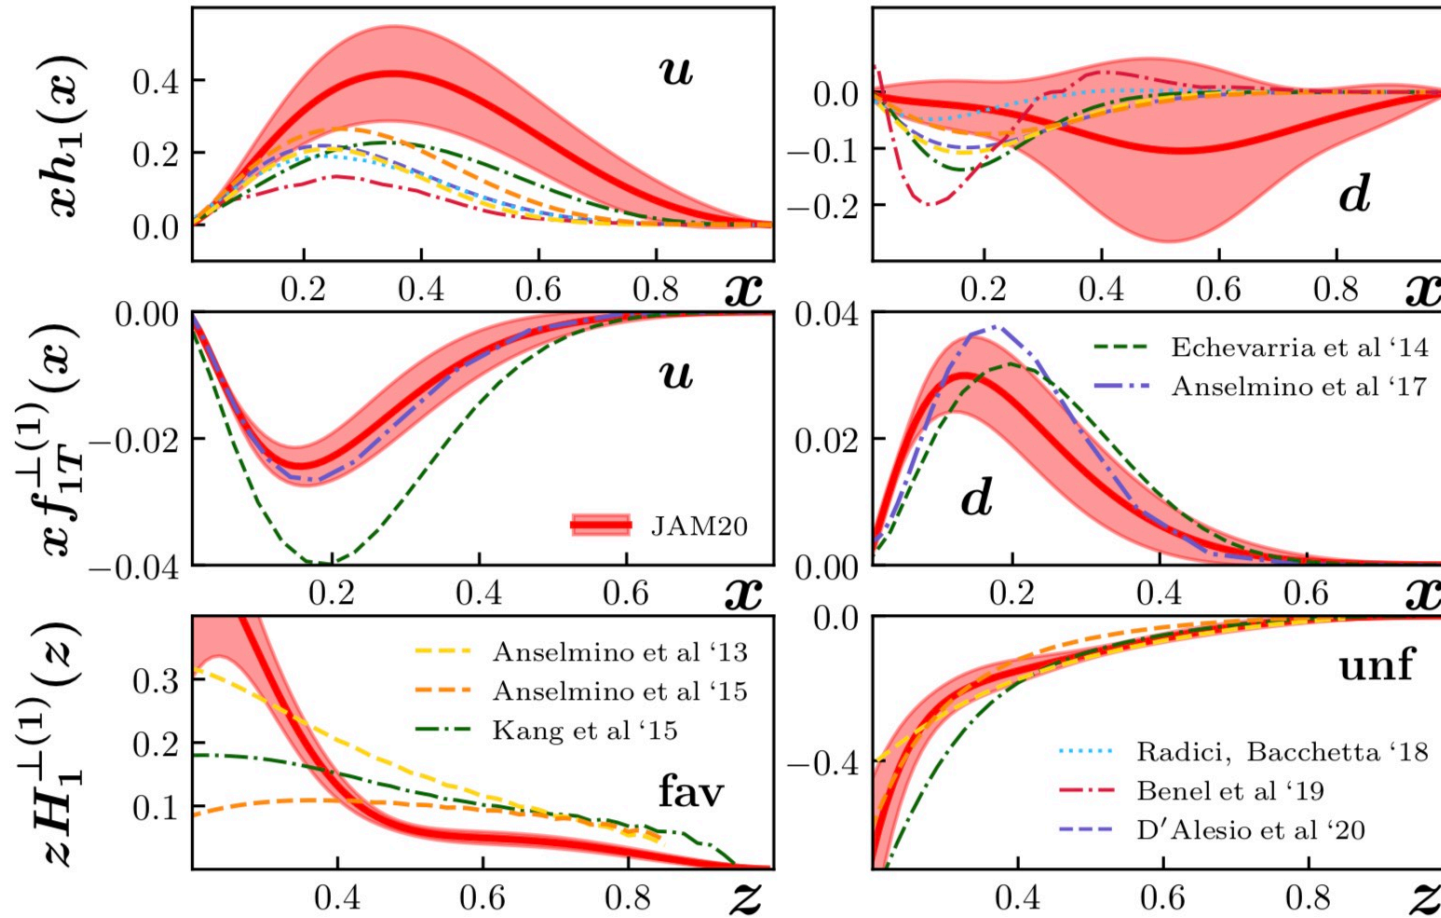 xh₁(x)
0.4
0.2
0.0
u
0.2 0.4 0.6 0.8 x
0.0
−0.1
−0.2
d
0.2 0.4 0.6 0.8 x
xf₁T⊥(1)(x)
0.00
−0.02
−0.04
u
JAM20
0.2 0.4 0.6 x
0.04
0.02
0.00
Echevarria et al ‘14
Anselmino et al ‘17
d
0.2 0.4 0.6 x
zH₁⊥(1)(z)
0.3
0.2
0.1
Anselmino et al ‘13
Anselmino et al ‘15
Kang et al ‘15
fav
0.4 0.6 0.8 z
0.0
−0.4
unf
Radici, Bacchetta ‘18
Benel et al ‘19
D′Alesio et al ‘20
0.4 0.6 0.8 z